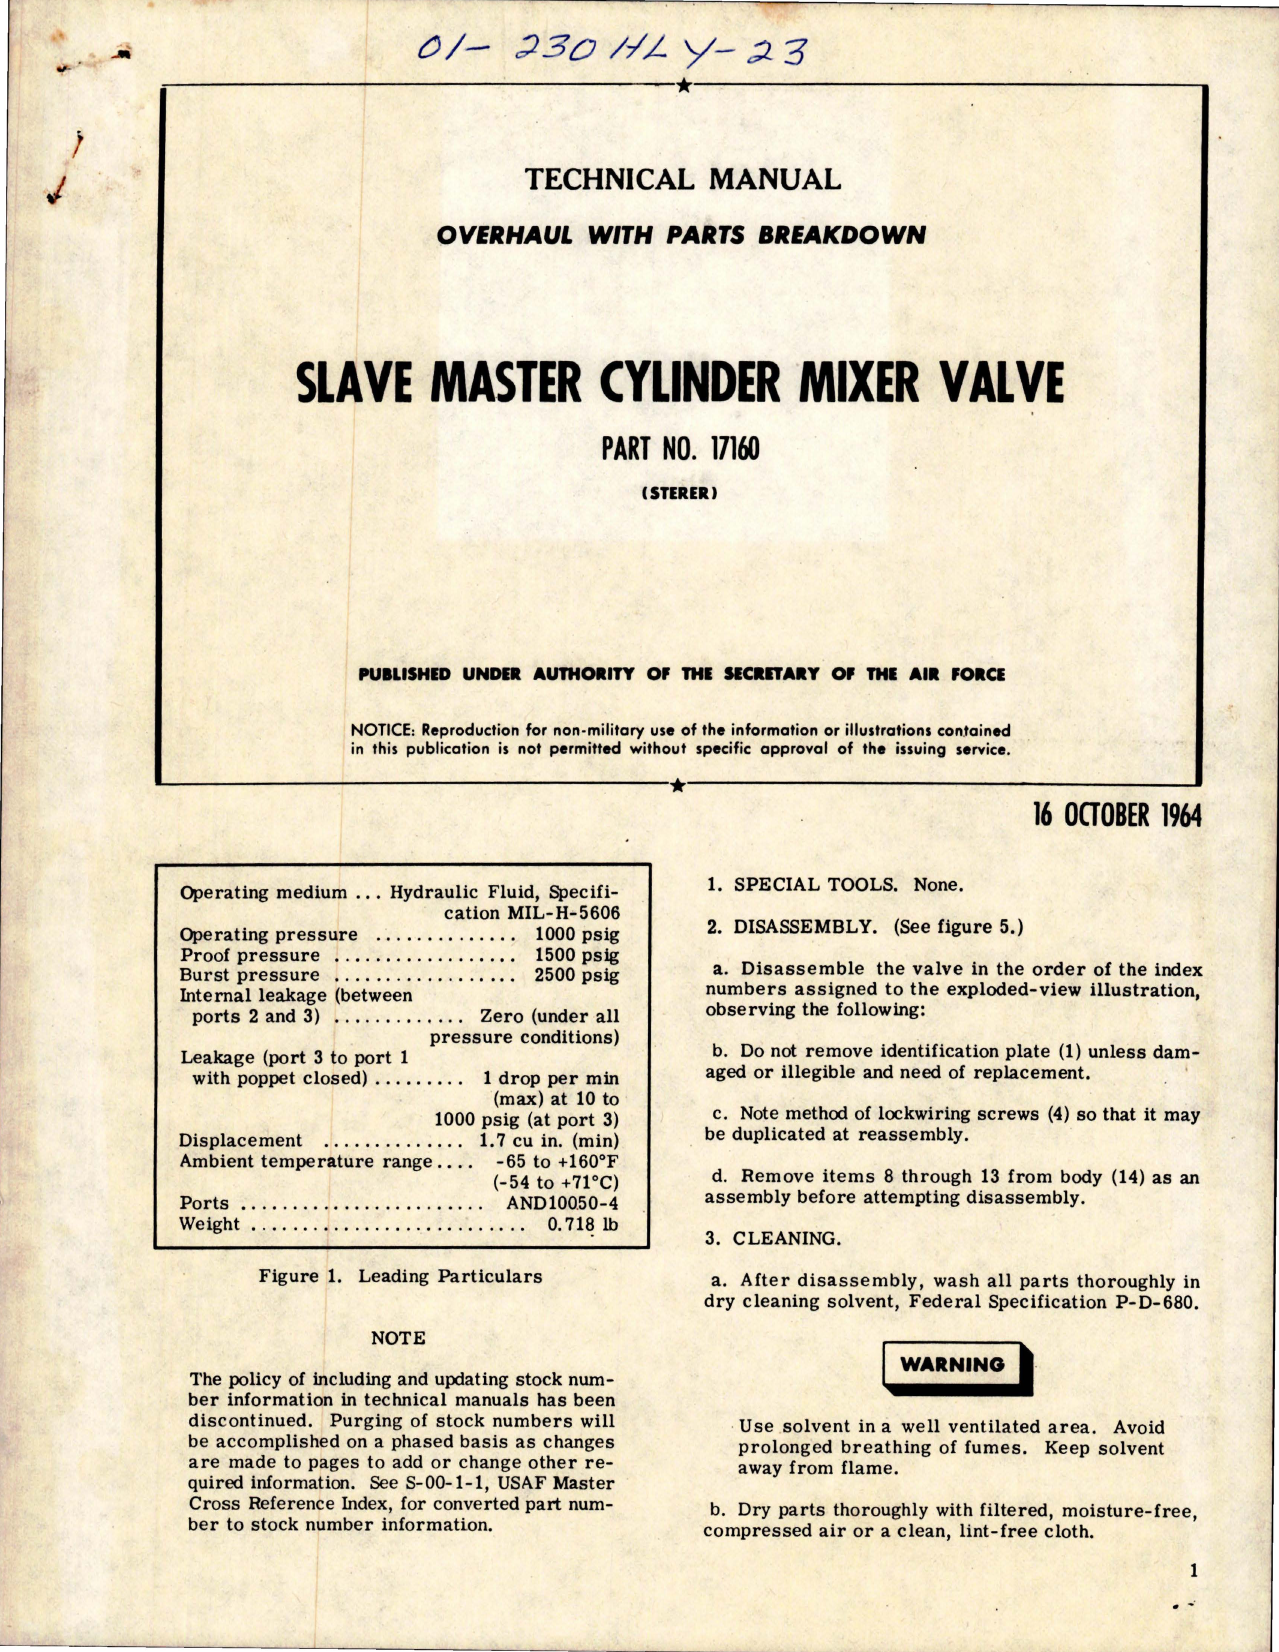 01- 230HLY-23
TECHNICAL MANUAL
OVERHAUL WITH PARTS BREAKDOWN
SLAVE MASTER CYLINDER MIXER VALVE
PART NO. 17160
(STERER)
PUBLISHED UNDER AUTHORITY OF THE SECRETARY OF THE AIR FORCE
NOTICE: Reproduction for non-military use of the information or illustrations contained
in this publication is not permitted without specific approval of the issuing service.
16 OCTOBER 1964
Operating medium ... Hydraulic Fluid, Specifi-
cation MIL-H-5606
Operating pressure .............. 1000 psig
Proof pressure .................. 1500 psig
Burst pressure .................. 2500 psig
Internal leakage (between
ports 2 and 3) ............. Zero (under all
pressure conditions)
Leakage (port 3 to port 1
with poppet closed) ......... 1 drop per min
(max) at 10 to
1000 psig (at port 3)
Displacement .............. 1.7 cu in. (min)
Ambient temperature range.... -65 to +160°F
(-54 to +71°C)
Ports ........................ AND10050-4
Weight ........................... 0.718 lb
Figure 1. Leading Particulars
NOTE
The policy of including and updating stock num-
ber information in technical manuals has been
discontinued. Purging of stock numbers will
be accomplished on a phased basis as changes
are made to pages to add or change other re-
quired information. See S-00-1-1, USAF Master
Cross Reference Index, for converted part num-
ber to stock number information.
1. SPECIAL TOOLS. None.
2. DISASSEMBLY. (See figure 5.)
a. Disassemble the valve in the order of the index
numbers assigned to the exploded-view illustration,
observing the following:
b. Do not remove identification plate (1) unless dam-
aged or illegible and need of replacement.
c. Note method of lockwiring screws (4) so that it may
be duplicated at reassembly.
d. Remove items 8 through 13 from body (14) as an
assembly before attempting disassembly.
3. CLEANING.
a. After disassembly, wash all parts thoroughly in
dry cleaning solvent, Federal Specification P-D-680.
WARNING
Use solvent in a well ventilated area. Avoid
prolonged breathing of fumes. Keep solvent
away from flame.
b. Dry parts thoroughly with filtered, moisture-free,
compressed air or a clean, lint-free cloth.
1